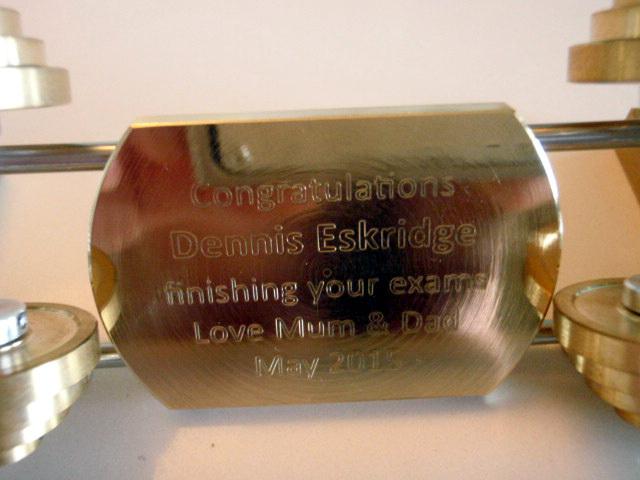 Congratulations
Dennis Eskridge
finishing your exams
Love Mum & Dad
May 2015